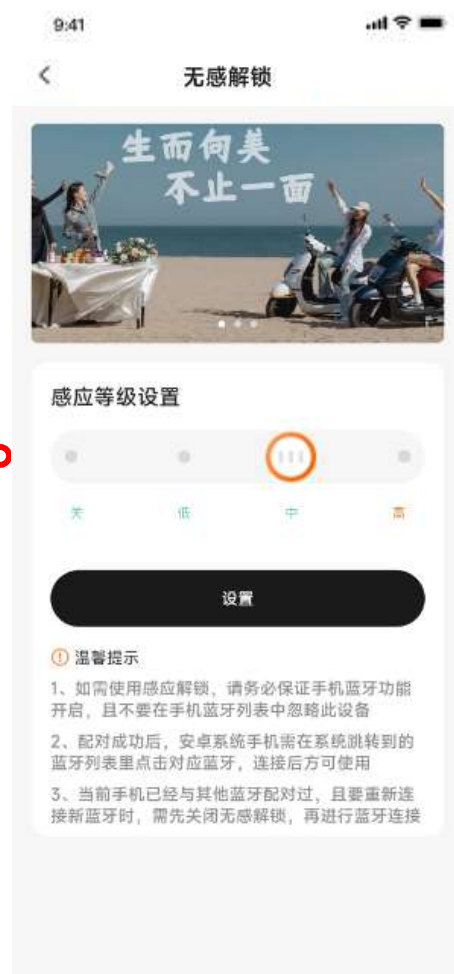 9:41
无感解锁
生而向美
不止一面
感应等级设置
关 低 中 高
设置
温馨提示
1、如需使用感应解锁，请务必保证手机蓝牙功能
开启，且不要在手机蓝牙列表中忽略此设备
2、配对成功后，安卓系统手机需在系统跳转到的
蓝牙列表里点击对应蓝牙，连接后方可使用
3、当前手机已经与其他蓝牙配对过，且要重新连
接新蓝牙时，需先关闭无感解锁，再进行蓝牙连接